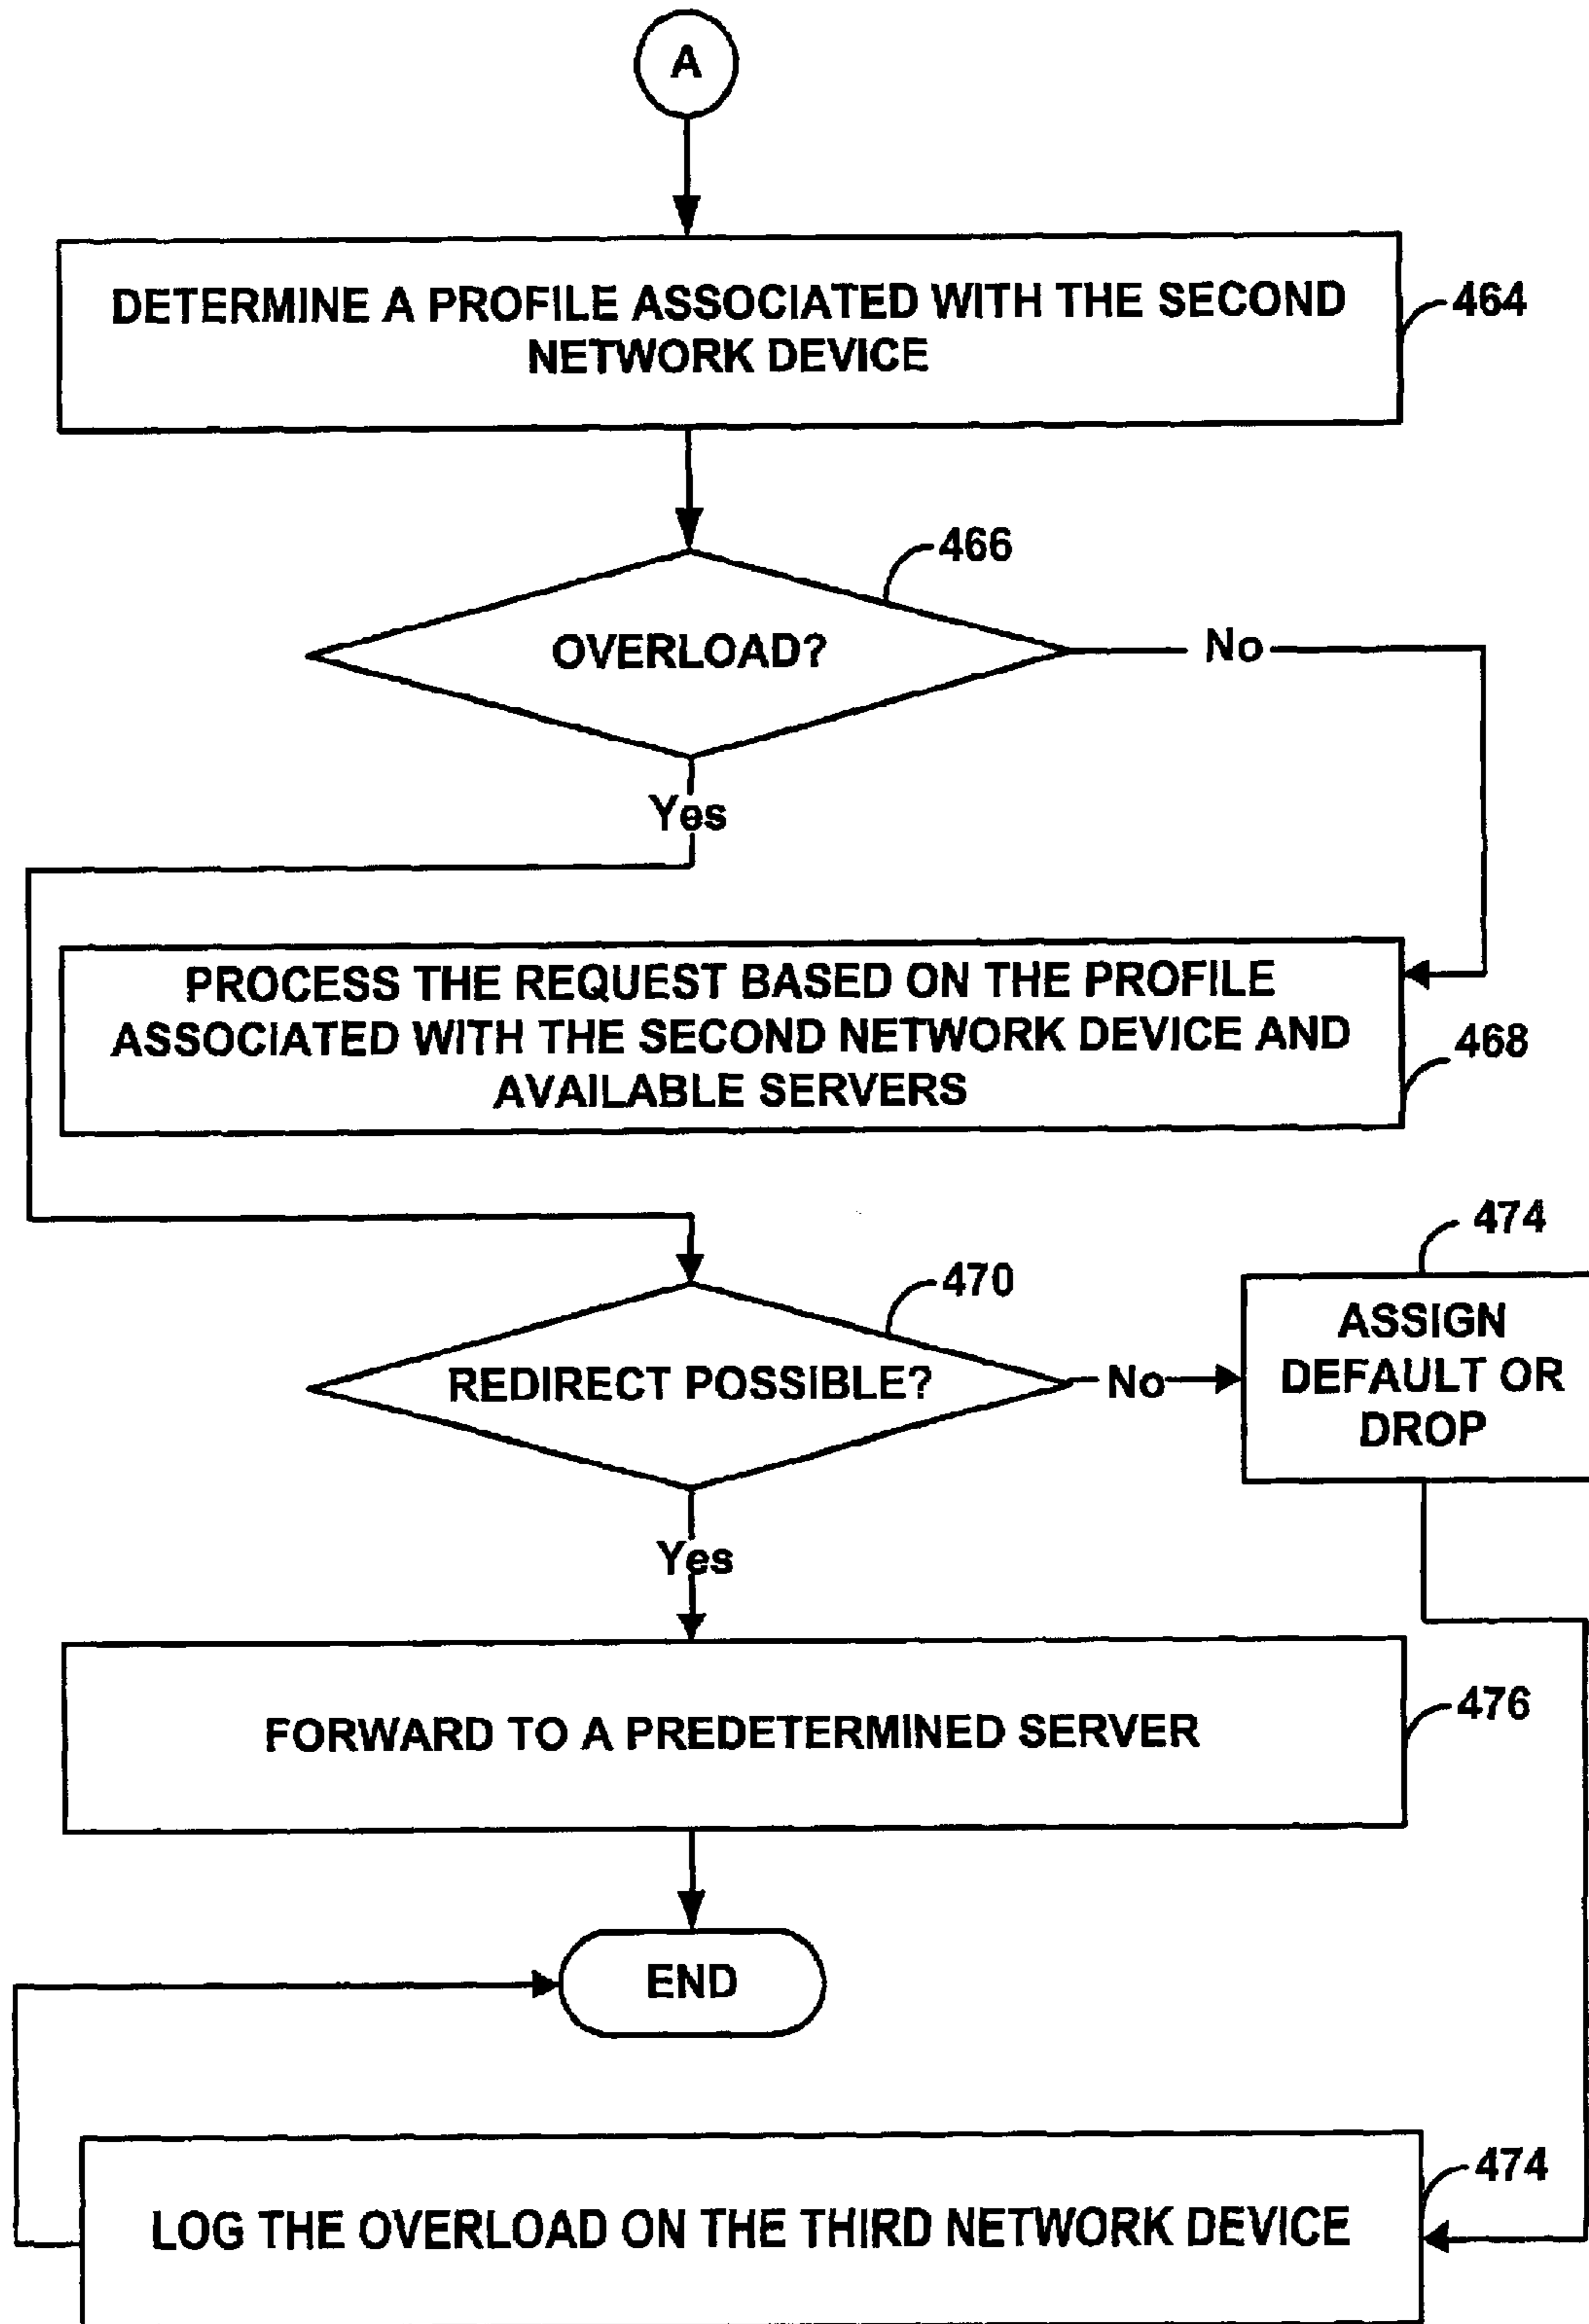 A
DETERMINE A PROFILE ASSOCIATED WITH THE SECOND
NETWORK DEVICE
464
466
OVERLOAD?
No
Yes
PROCESS THE REQUEST BASED ON THE PROFILE
ASSOCIATED WITH THE SECOND NETWORK DEVICE AND
AVAILABLE SERVERS
468
470
REDIRECT POSSIBLE?
No
474
ASSIGN
DEFAULT OR
DROP
Yes
FORWARD TO A PREDETERMINED SERVER
476
END
474
LOG THE OVERLOAD ON THE THIRD NETWORK DEVICE